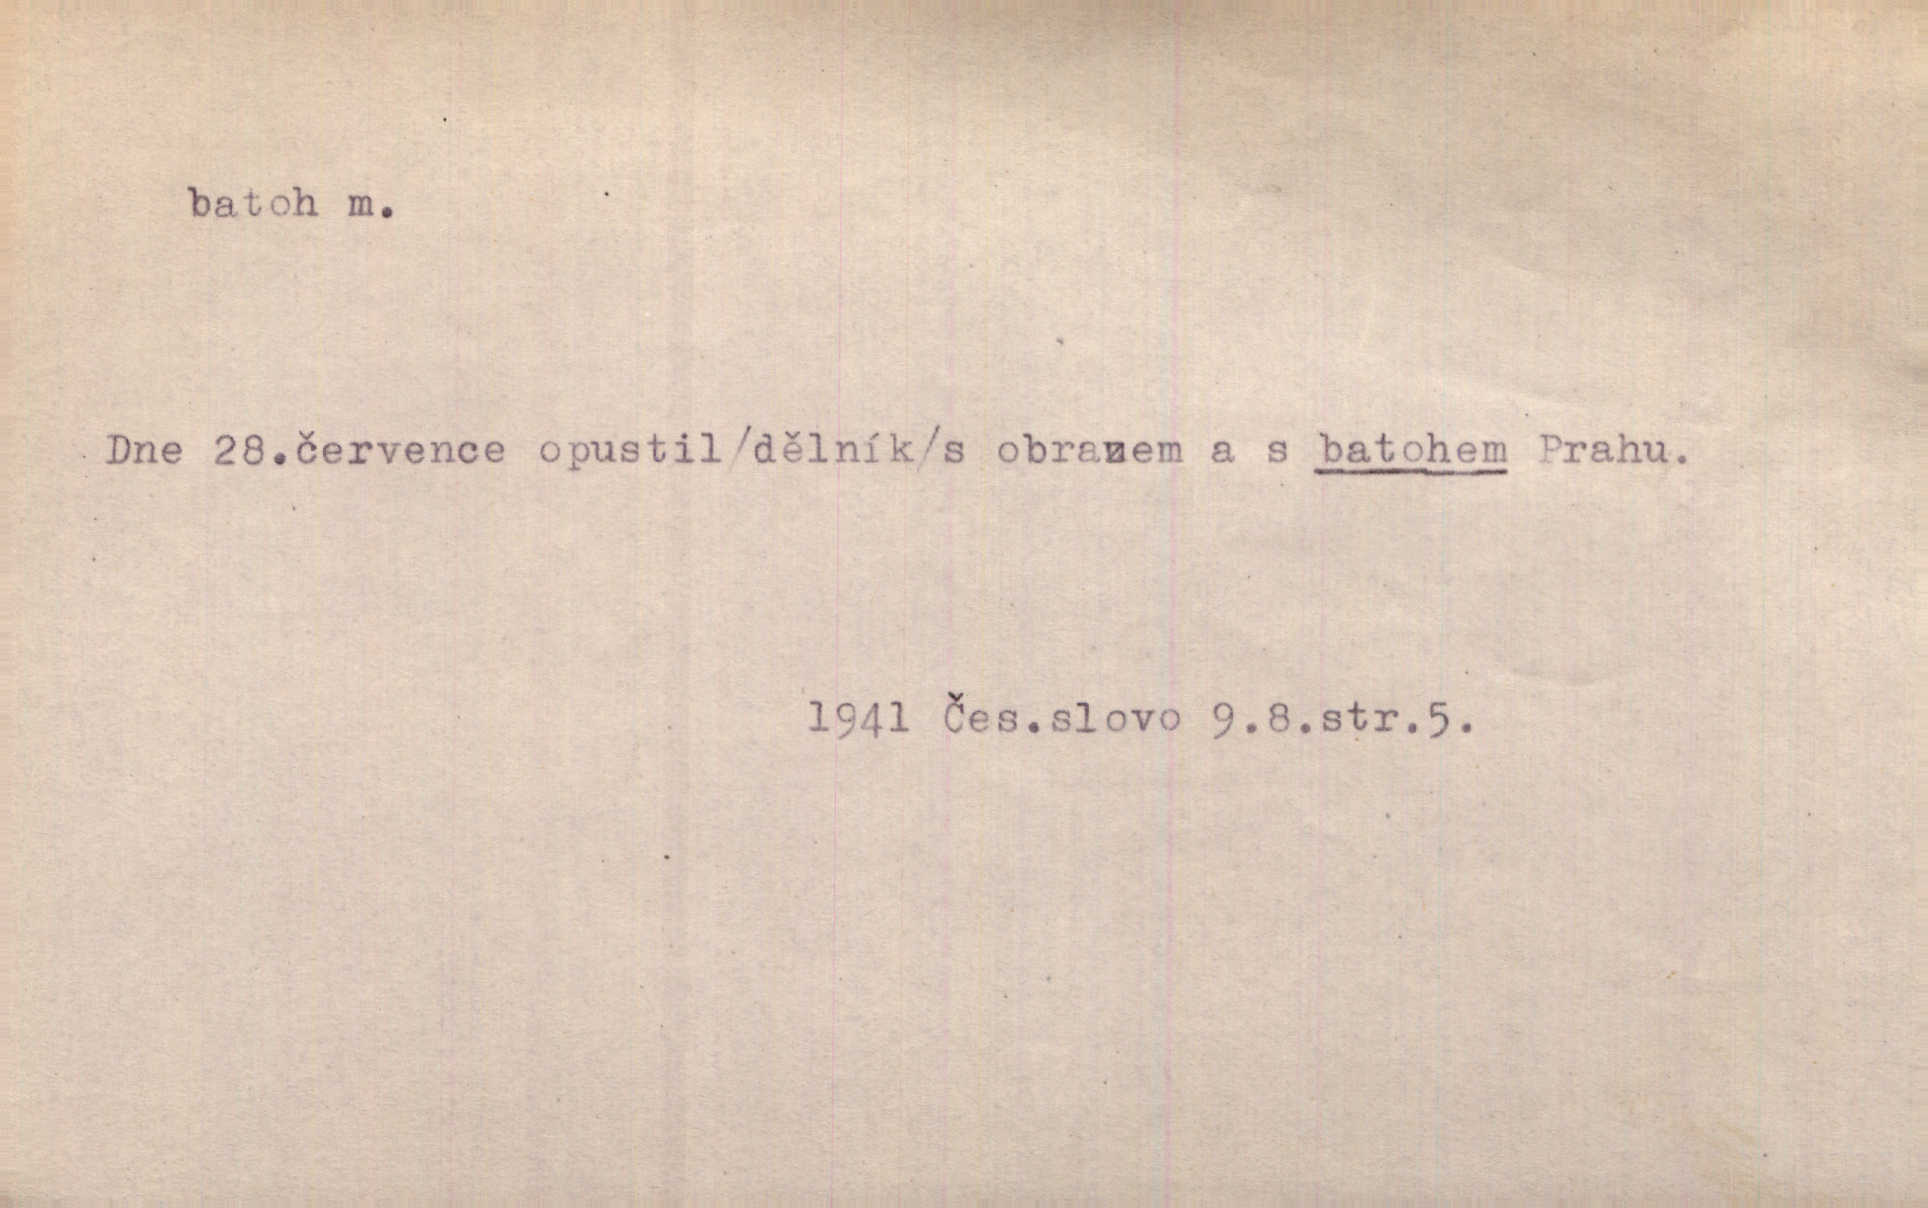 batoh m.
Dne 28.července opustil/dělník/s obrazem a s batohem Prahu.
1941 Čes.slovo 9.8.str.5.